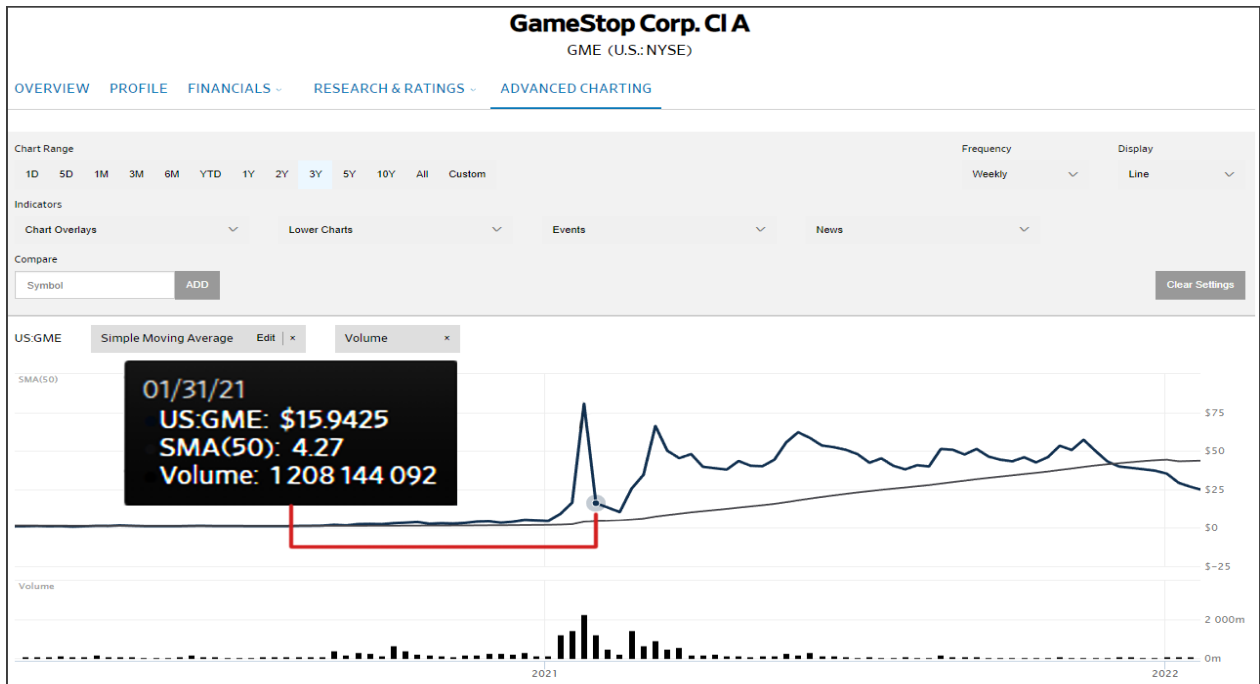 GameStop Corp. Cl A
GME (U.S.: NYSE)
OVERVIEW PROFILE FINANCIALS RESEARCH & RATINGS ADVANCED CHARTING
Chart Range Frequency Display
1D 5D 1M 3M 6M YTD 1Y 2Y 3Y 5Y 10Y All Custom Weekly Line
Indicators
Chart Overlays Lower Charts Events News
Compare
Symbol ADD Clear Settings
US:GME Simple Moving Average Edit × Volume ×
SMA(50)
01/31/21
US:GME: $15.9425
SMA(50): 4.27
Volume: 1 208 144 092
$75
$50
$25
$0
$-25
Volume
2 000m
0m
2021 2022